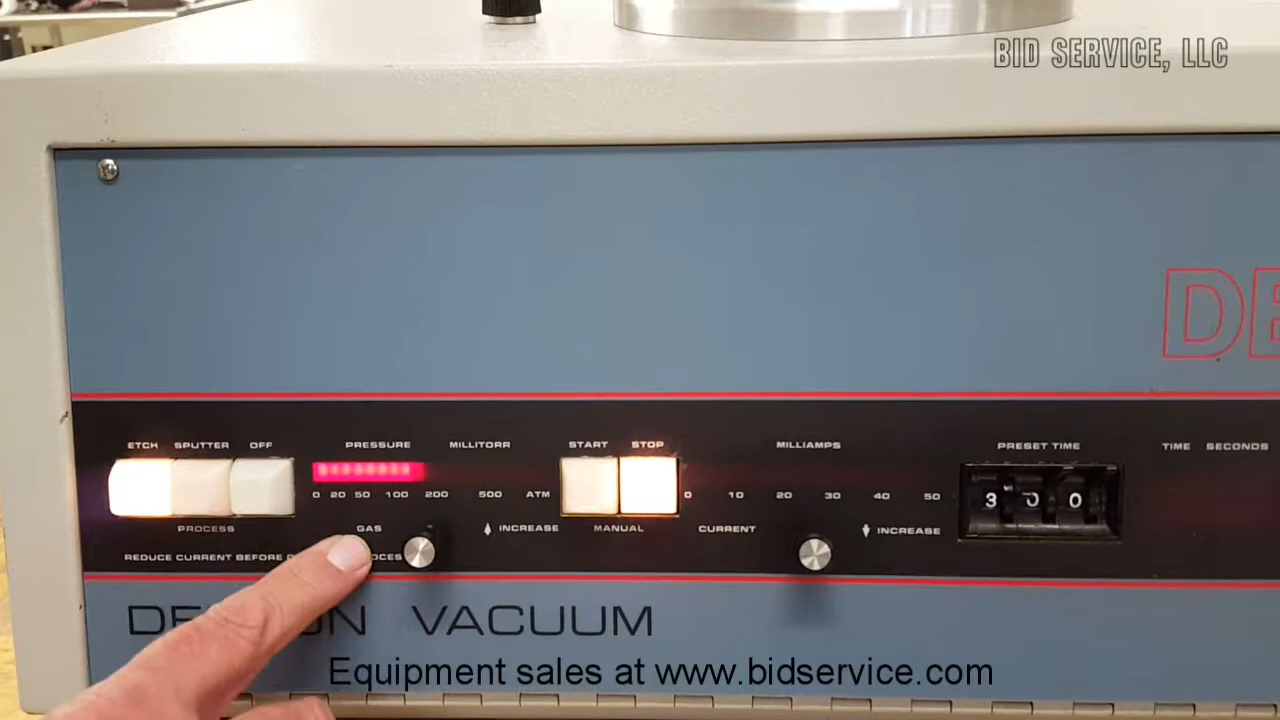 BID SERVICE, LLC
ETCH SPUTTER OFF
PRESSURE MILLITORR
START STOP
MILLIAMPS
PRESET TIME
TIME SECONDS
0 20 50 100 200 500 ATM
0 10 20 30 40 50
3 0 0
PROCESS
GAS
INCREASE
MANUAL
CURRENT
INCREASE
REDUCE CURRENT BEFORE
VACUUM
Equipment sales at www.bidservice.com